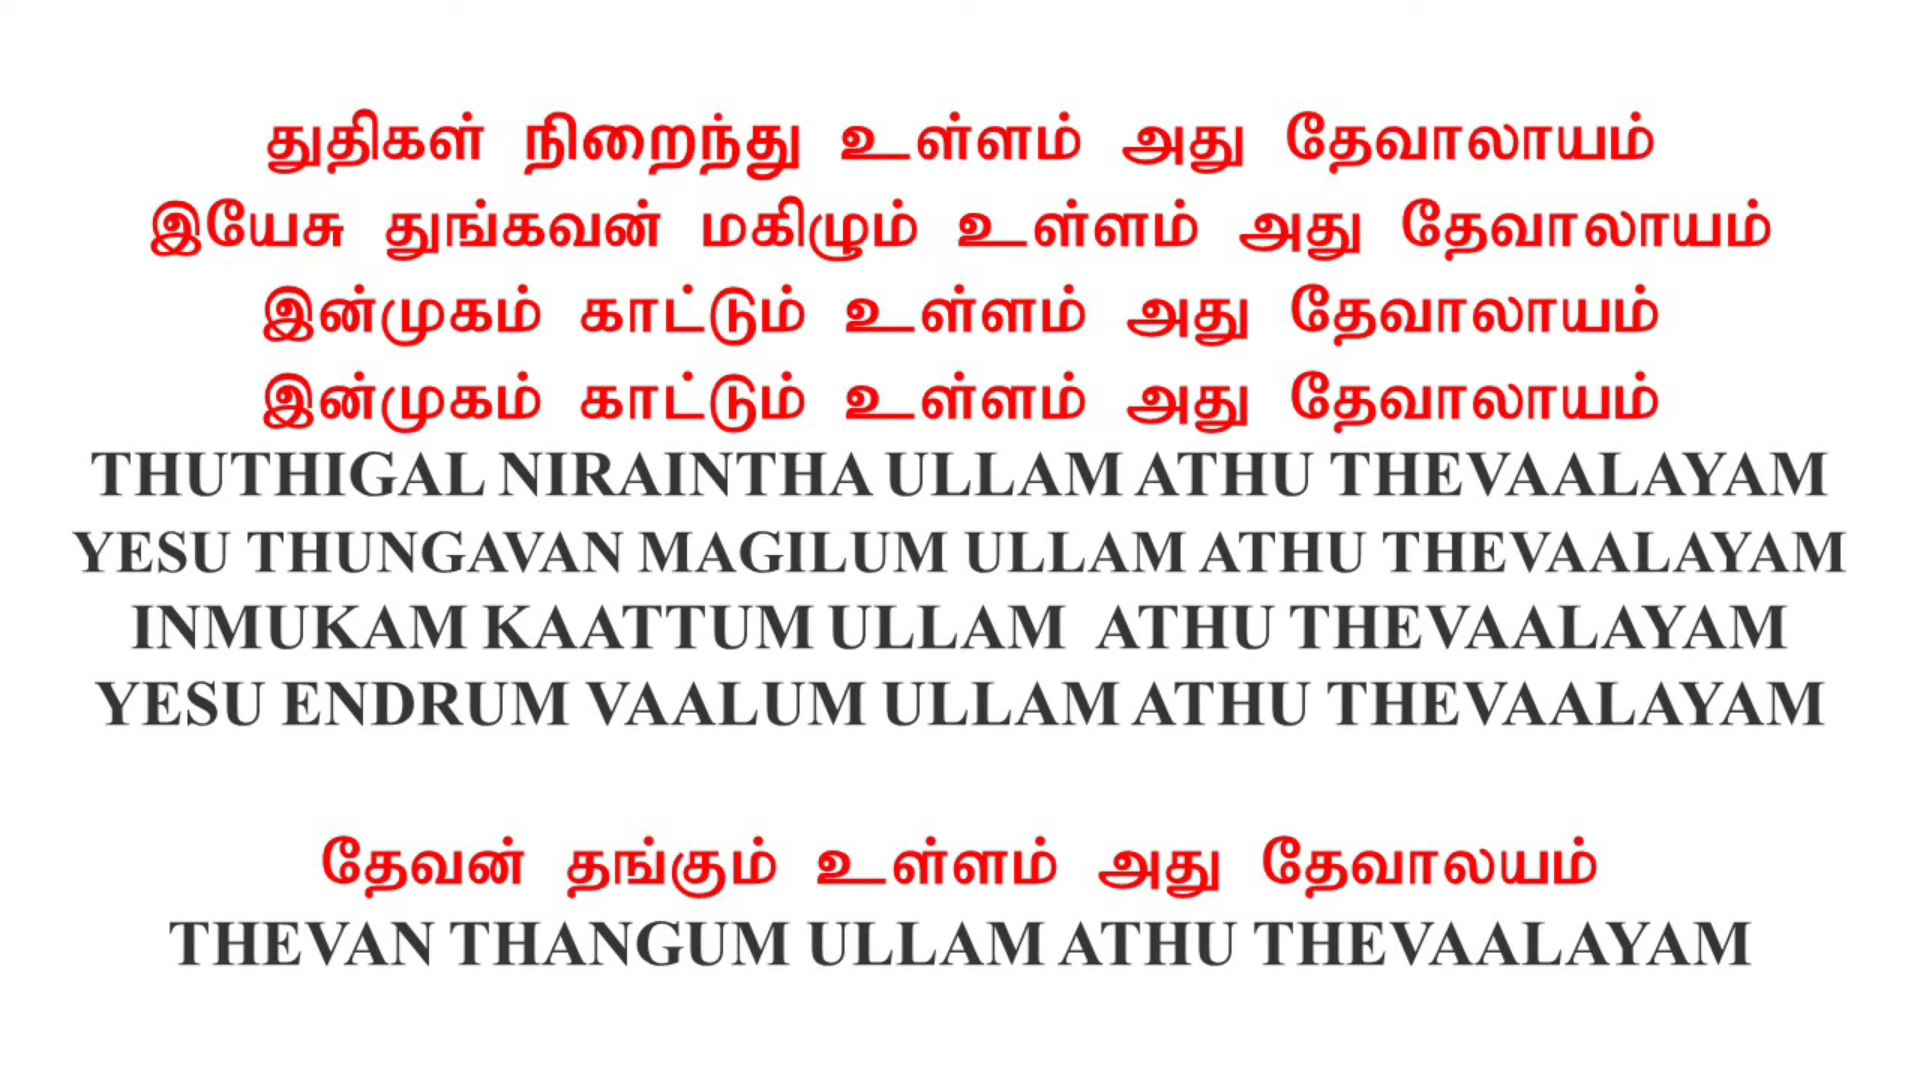 துதிகள் நிறைந்து உள்ளம் அது தேவாலாயம்
இயேசு துங்கவன் மகிழும் உள்ளம் அது தேவாலாயம்
இன்முகம் காட்டும் உள்ளம் அது தேவாலாயம்
இன்முகம் காட்டும் உள்ளம் அது தேவாலாயம்
THUTHIGAL NIRAINTHA ULLAM ATHU THEVAALAYAM
YESU THUNGAVAN MAGILUM ULLAM ATHU THEVAALAYAM
INMUKAM KAATTUM ULLAM ATHU THEVAALAYAM
YESU ENDRUM VAALUM ULLAM ATHU THEVAALAYAM
தேவன் தங்கும் உள்ளம் அது தேவாலயம்
THEVAN THANGUM ULLAM ATHU THEVAALAYAM